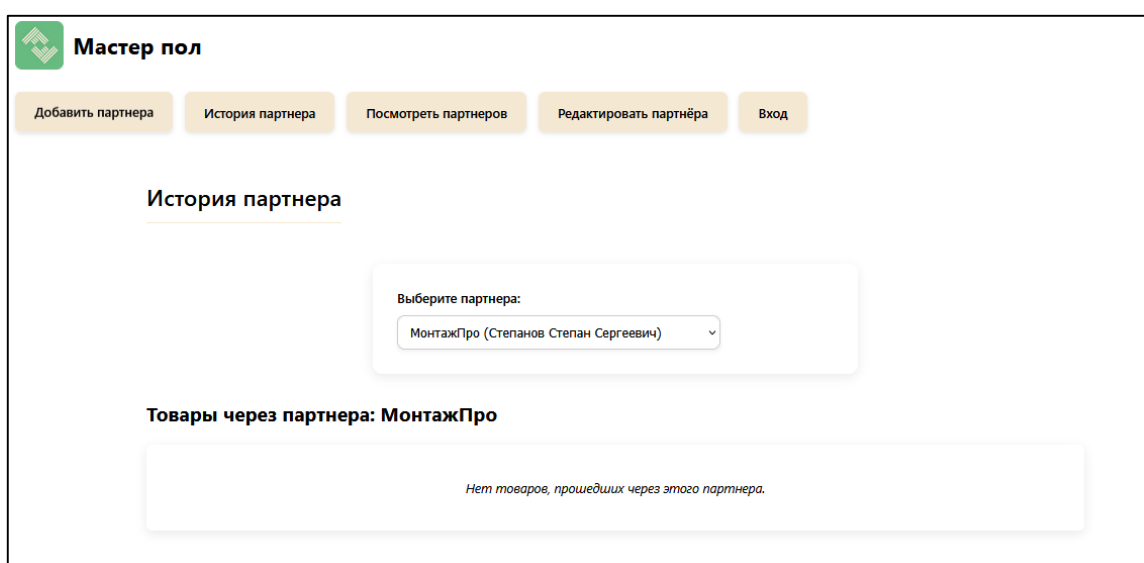 Мастер пол
Добавить партнера
История партнера
Посмотреть партнеров
Редактировать партнёра
Вход
История партнера
Выберите партнера:
МонтажПро (Степанов Степан Сергеевич)
Товары через партнера: МонтажПро
Нет товаров, прошедших через этого партнера.